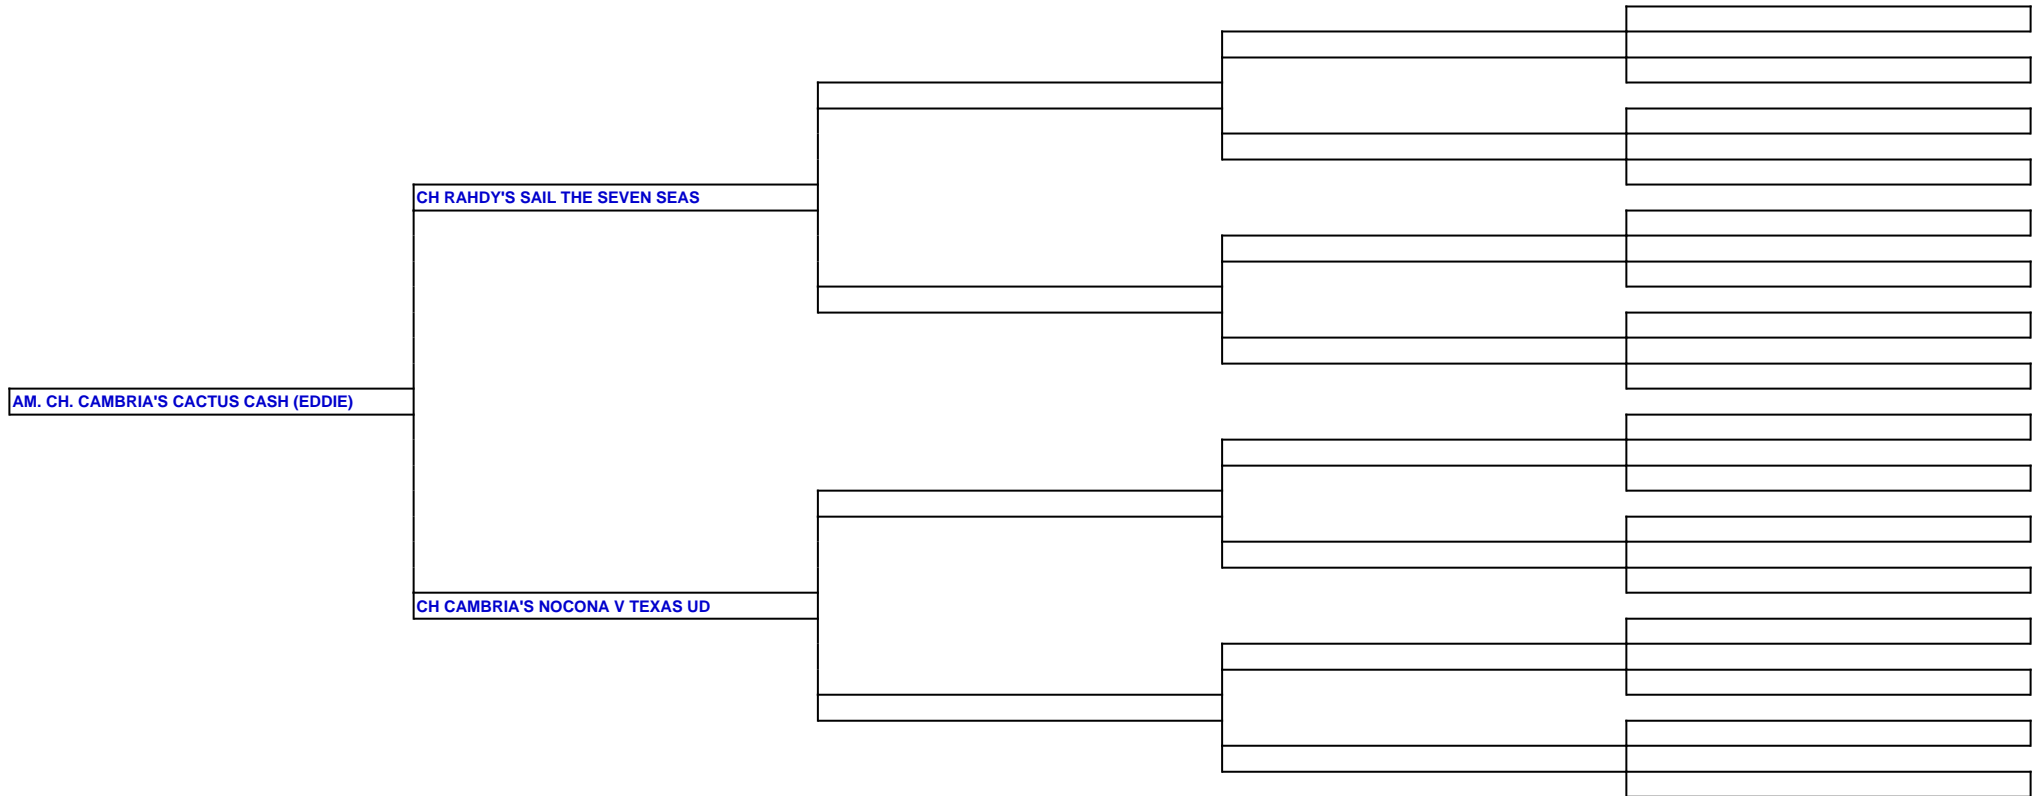 CH RAHDY'S SAIL THE SEVEN SEAS
AM. CH. CAMBRIA'S CACTUS CASH (EDDIE)
CH CAMBRIA'S NOCONA V TEXAS UD